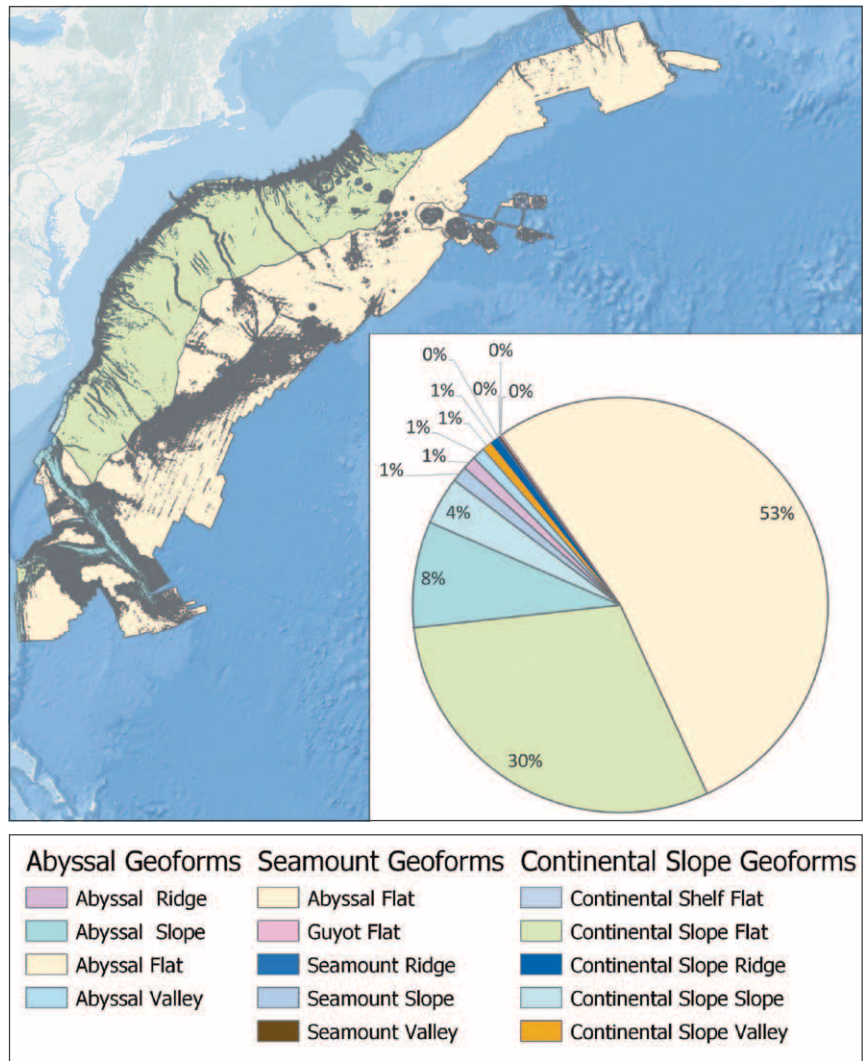 0%
0%
1%
0%
0%
1%
1%
1%
1%
4%
53%
8%
30%
Abyssal Geoforms
Seamount Geoforms
Continental Slope Geoforms
Abyssal Ridge
Abyssal Flat
Continental Shelf Flat
Abyssal Slope
Guyot Flat
Continental Slope Flat
Abyssal Flat
Seamount Ridge
Continental Slope Ridge
Abyssal Valley
Seamount Slope
Continental Slope Slope
Seamount Valley
Continental Slope Valley